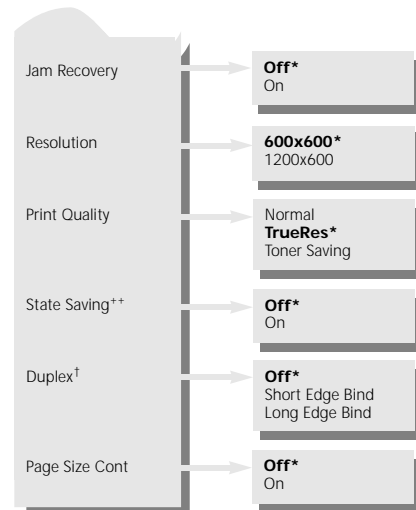 Jam Recovery
Off*
On
Resolution
600x600*
1200x600
Print Quality
Normal
TrueRes*
Toner Saving
State Saving++
Off*
On
Duplex†
Off*
Short Edge Bind
Long Edge Bind
Page Size Cont
Off*
On